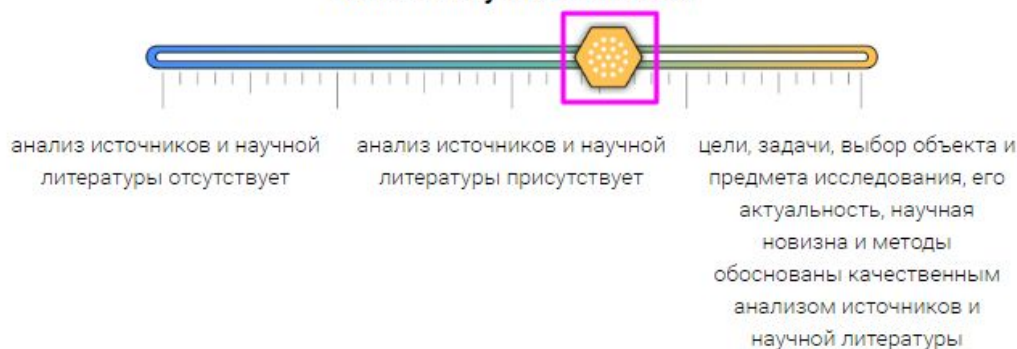 анализ источников и научной
литературы отсутствует
анализ источников и научной
литературы присутствует
цели, задачи, выбор объекта и
предмета исследования, его
актуальность, научная
новизна и методы
обоснованы качественным
анализом источников и
научной литературы